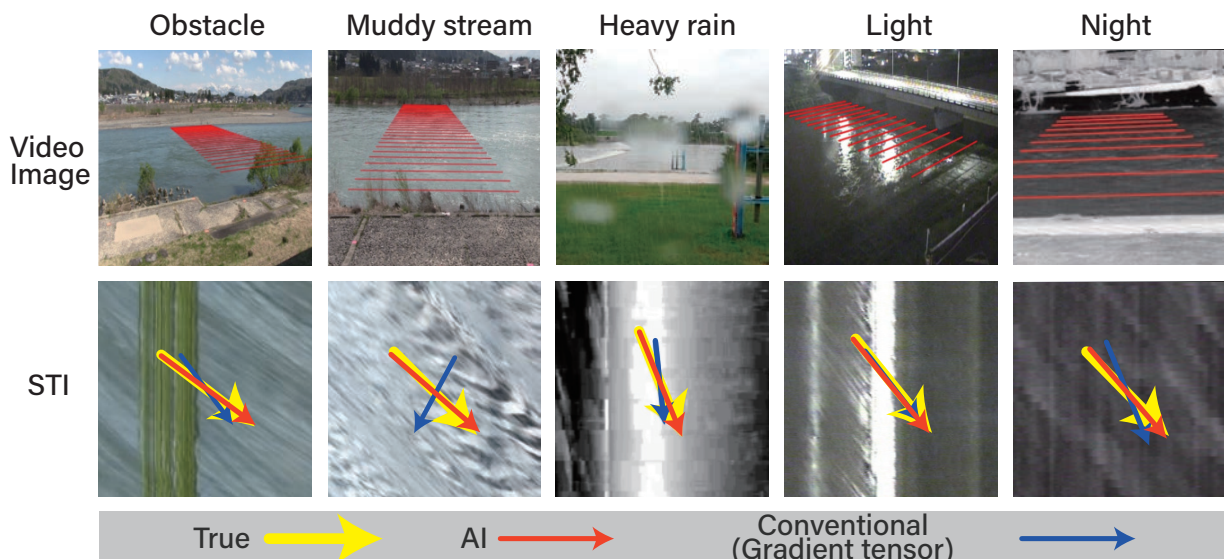 Obstacle
Muddy stream
Heavy rain
Light
Night
Video
Image
STI
True
AI
Conventional
(Gradient tensor)